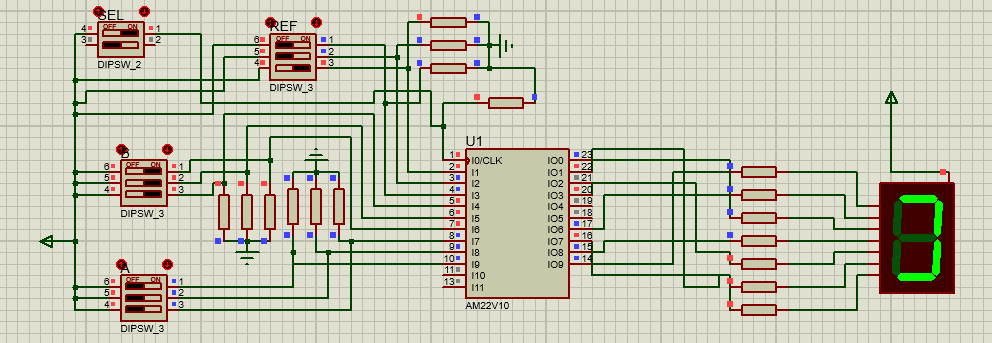 SEL
OFF ON
4 1
3 2
DIPSW_2
REF
OFF ON
6 1
5 2
4 3
DIPSW_3
B
OFF ON
6 1
5 2
4 3
DIPSW_3
A
OFF ON
6 1
5 2
4 3
DIPSW_3
U1
1 I0/CLK IO0 23
2 I1 IO1 22
3 I2 IO2 21
4 I3 IO3 20
5 I4 IO4 19
6 I5 IO5 18
7 I6 IO6 17
8 I7 IO7 16
9 I8 IO8 15
10 I9 IO9 14
11 I10
13 I11
AM22V10